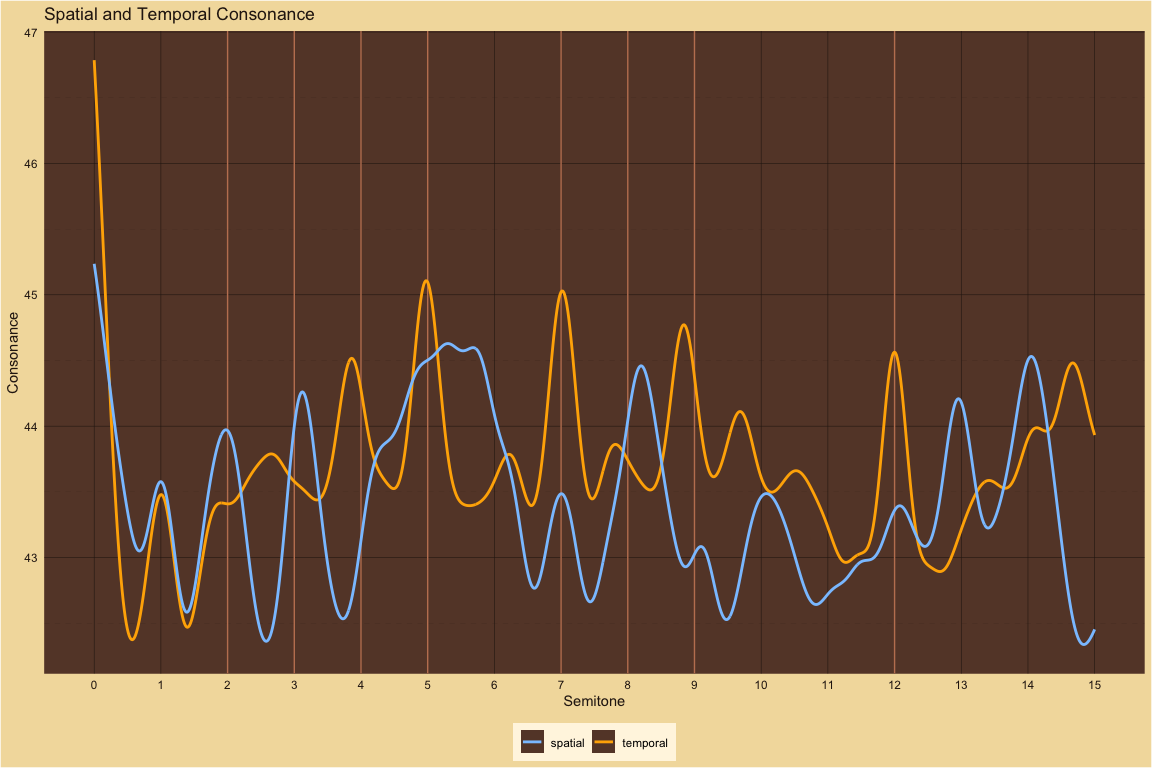 Spatial and Temporal Consonance
47
46
45
44
43
Consonance
0 1 2 3 4 5 6 7 8 9 10 11 12 13 14 15
Semitone
spatial temporal